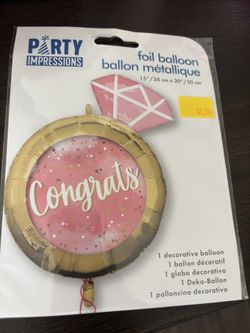 PARTY
IMPRESSIONS
foil balloon
ballon métallique
15"/38 cm x 20"/50 cm
Congrats
1 decorative balloon
1 ballon décoratif
1 globo decorativo
1 Deko-Ballon
1 palloncino decorativo